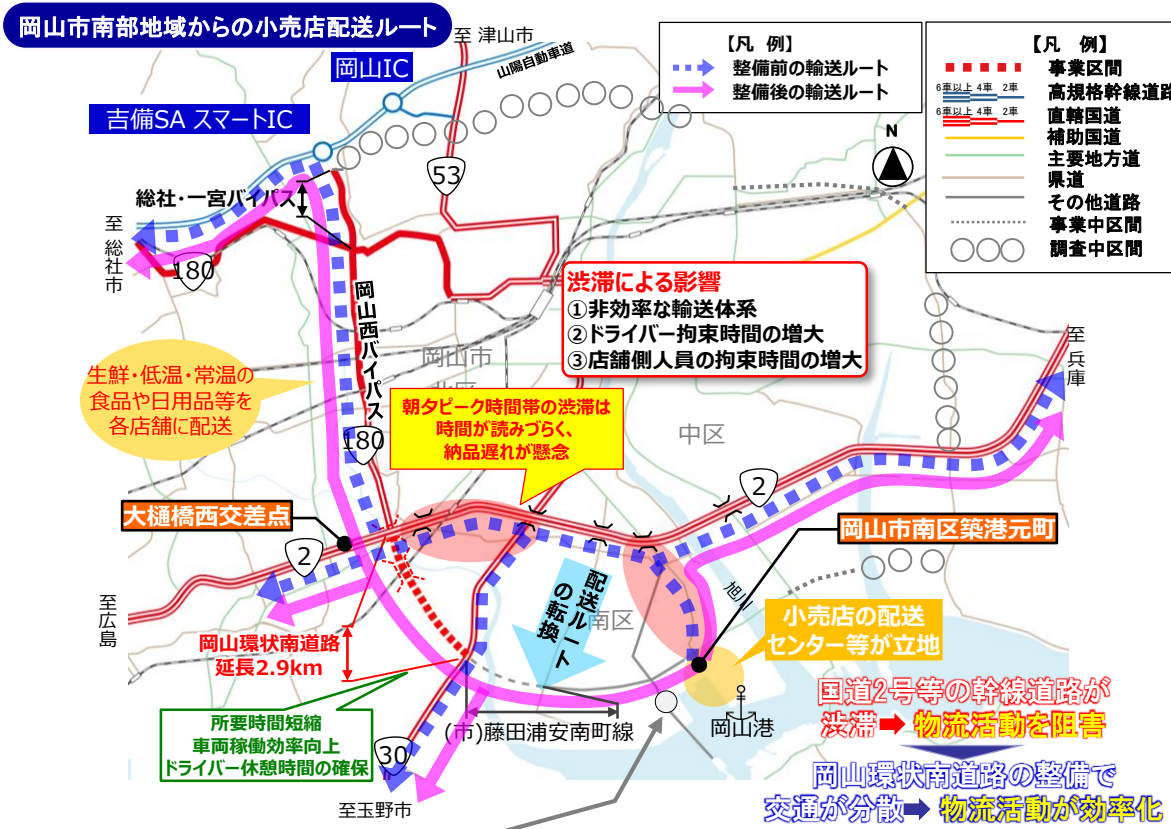 岡山市南部地域からの小売店配送ルート
至 津山市
岡山IC
山陽自動車道
吉備SA スマートIC
【凡 例】
整備前の輸送ルート
整備後の輸送ルート
【凡 例】
事業区間
6車以上 4車 2車
高規格幹線道路
6車以上 4車 2車
直轄国道
補助国道
主要地方道
県道
その他道路
事業中区間
調査中区間
N
53
総社・一宮バイパス
至
総社市
180
岡山西バイパス
渋滞による影響
①非効率な輸送体系
②ドライバー拘束時間の増大
③店舗側人員の拘束時間の増大
至
兵庫
岡山市
北区
生鮮・低温・常温の
食品や日用品等を
各店舗に配送
朝夕ピーク時間帯の渋滞は
時間が読みづらく、
納品遅れが懸念
中区
180
2
大樋橋西交差点
岡山市南区築港元町
2
至広島
配送ルートの転換
南区
旭川
小売店の配送
センター等が立地
岡山環状南道路
延長2.9km
国道2号等の幹線道路が
渋滞➡物流活動を阻害
所要時間短縮
車両稼働効率向上
ドライバー休憩時間の確保
(市)藤田浦安南町線
岡山港
30
岡山環状南道路の整備で
交通が分散➡物流活動が効率化
至玉野市